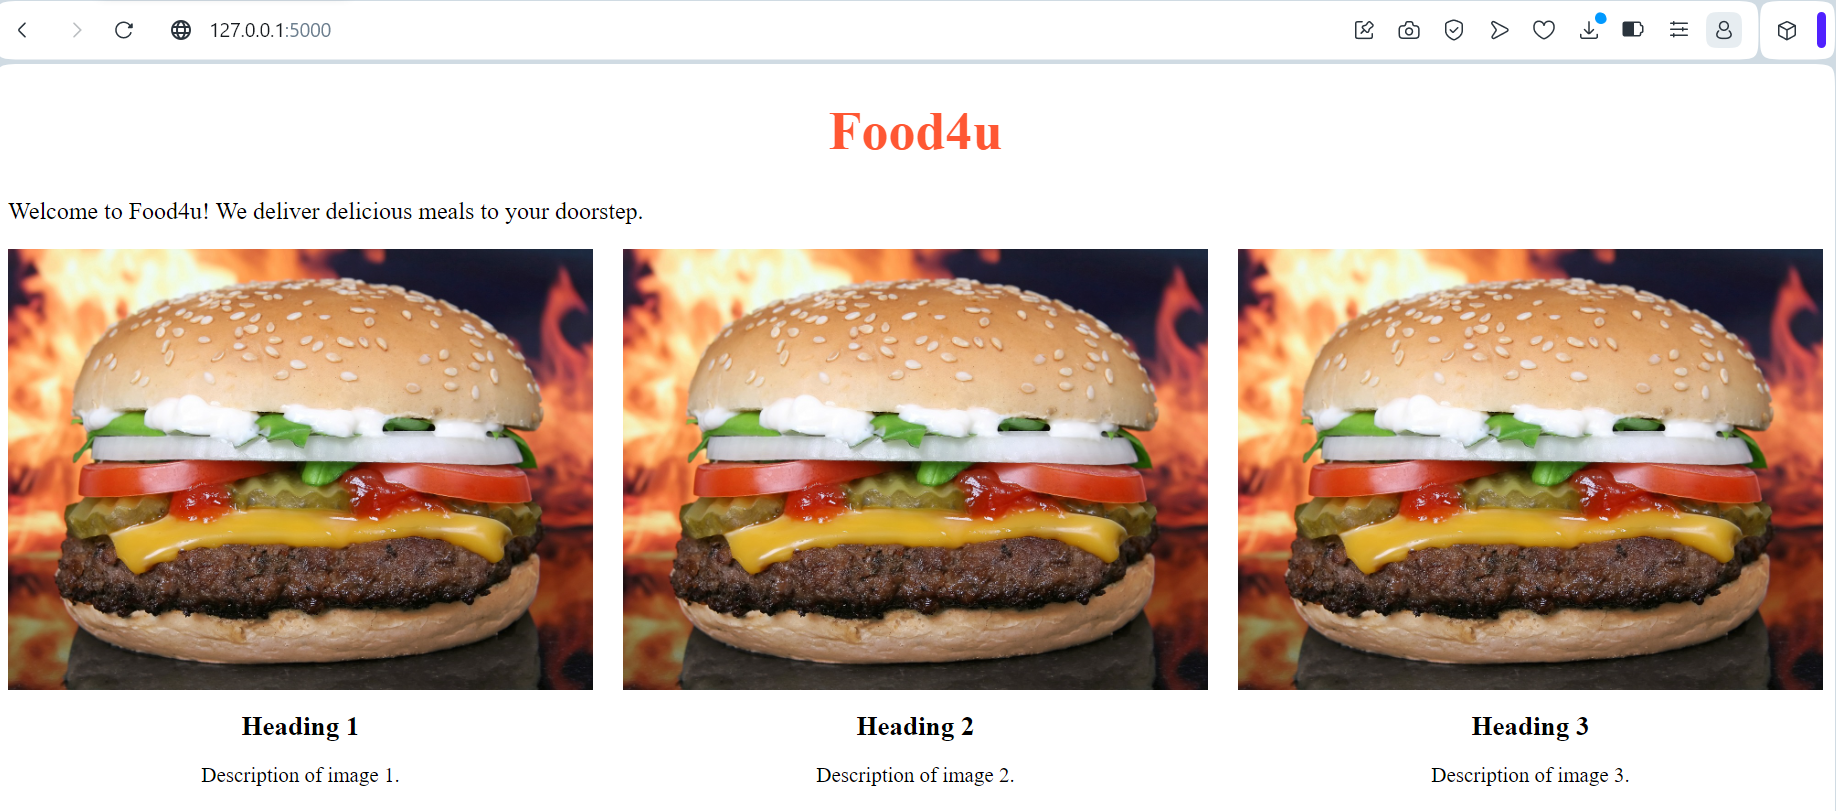 127.0.0.1:5000
Food4u
Welcome to Food4u! We deliver delicious meals to your doorstep.
Heading 1
Heading 2
Heading 3
Description of image 1.
Description of image 2.
Description of image 3.